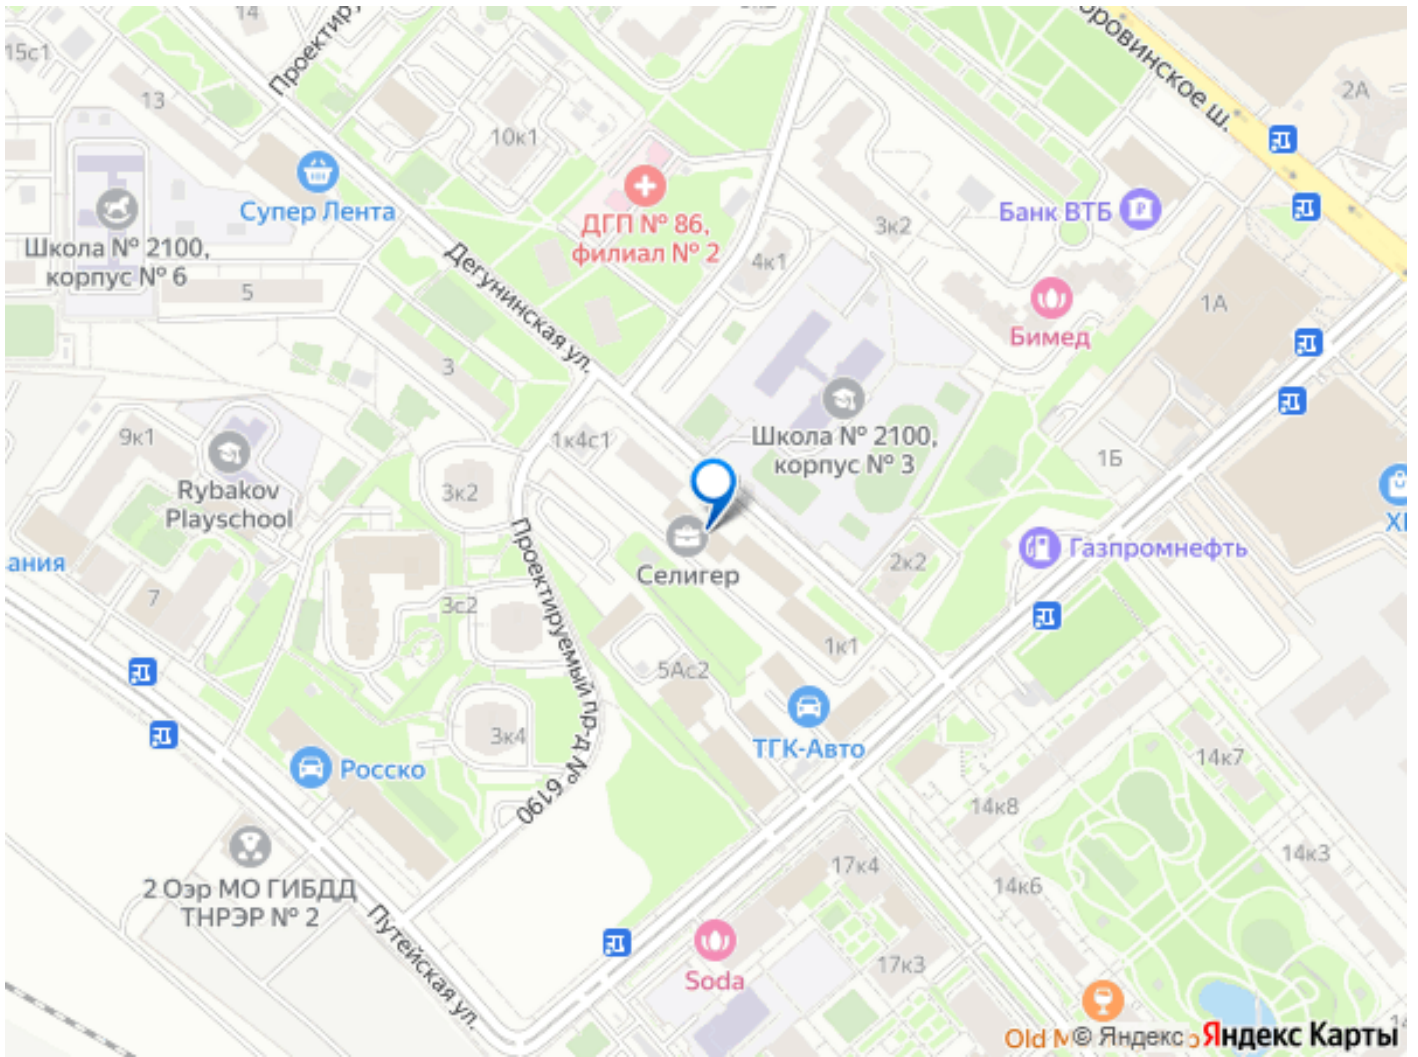 14
15с1
13
Проектир
10к1
оровинское ш.
2А
Супер Лента
ДГП № 86,
филиал № 2
Банк ВТБ
3к2
Школа № 2100,
корпус № 6
5
4к1
Дегунинская ул.
Бимед
1А
3
9к1
1к4с1
Школа № 2100,
корпус № 3
1Б
Rybakov
Playschool
3к2
ания
Селигер
2к2
Газпромнефть
7
3с2
Проектируемый пр-д № 6190
1к1
5Ас2
3к4
ТГК-Авто
Росско
14к7
14к8
2 Оэр МО ГИБДД
ТНРЭР № 2
17к4
14к6
14к3
Путейская ул.
Soda
17к3
Old
© Яндекс
Яндекс Карты